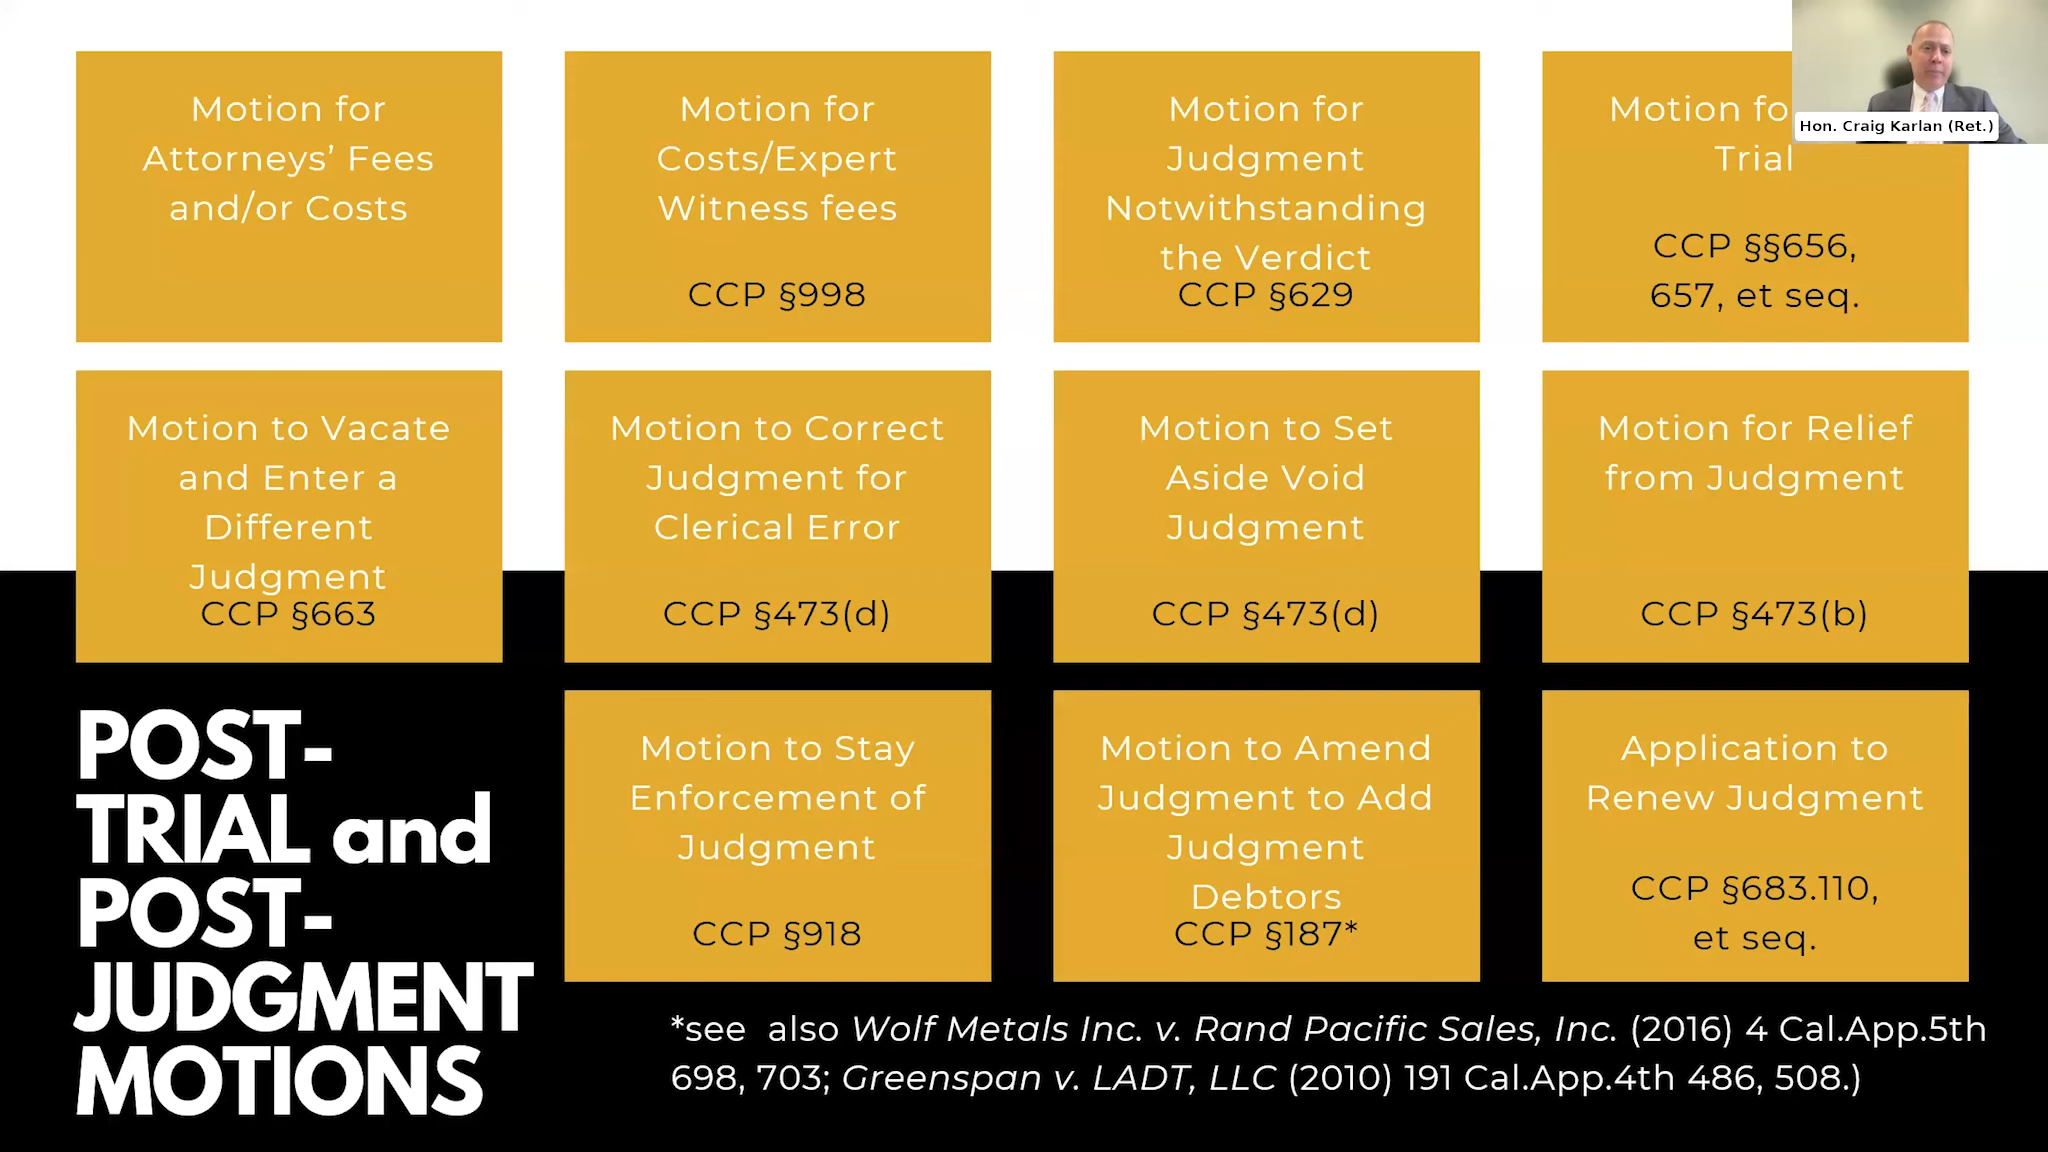 Motion for
Attorneys’ Fees
and/or Costs
Motion for
Costs/Expert
Witness fees
CCP §998
Motion for
Judgment
Notwithstanding
the Verdict
CCP §629
Motion
Trial
CCP §§656,
657, et seq.
Hon. Craig Karlan (Ret.)
Motion to Vacate
and Enter a
Different
Judgment
CCP §663
Motion to Correct
Judgment for
Clerical Error
CCP §473(d)
Motion to Set
Aside Void
Judgment
CCP §473(d)
Motion for Relief
from Judgment
CCP §473(b)
POST-
TRIAL and
POST-
JUDGMENT
MOTIONS
Motion to Stay
Enforcement of
Judgment
CCP §918
Motion to Amend
Judgment to Add
Judgment
Debtors
CCP §187*
Application to
Renew Judgment
CCP §683.110,
et seq.
*see also Wolf Metals Inc. v. Rand Pacific Sales, Inc. (2016) 4 Cal.App.5th
698, 703; Greenspan v. LADT, LLC (2010) 191 Cal.App.4th 486, 508.)